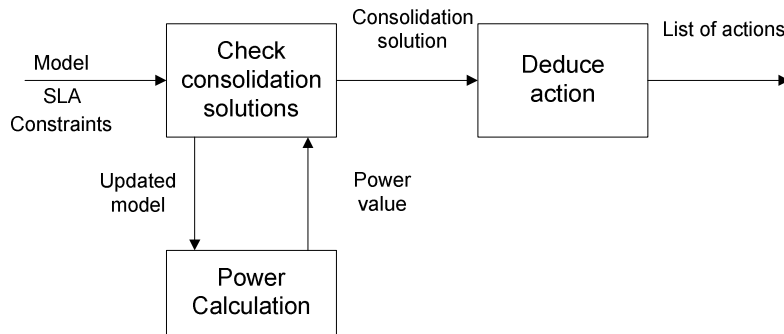 Model
SLA
Constraints
Check
consolidation
solutions
Consolidation
solution
Deduce
action
List of actions
Updated
model
Power
value
Power
Calculation